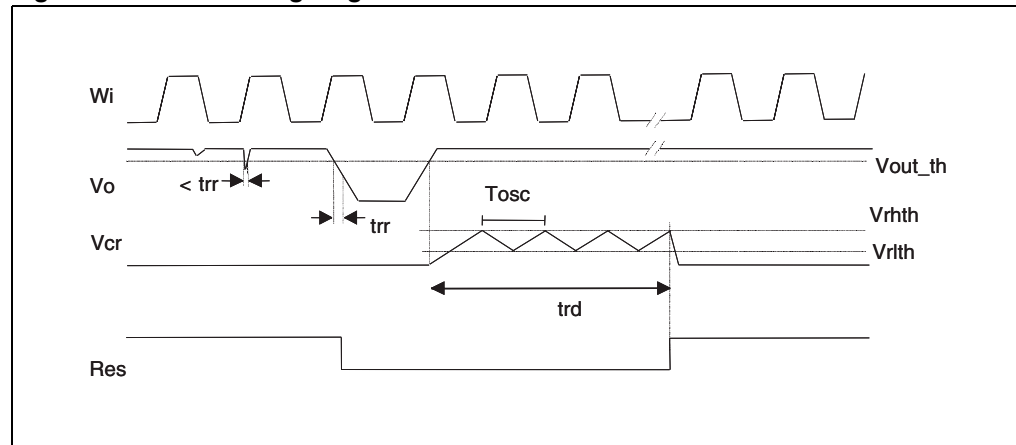 Wi
Vo
< trr
Vout_th
Tosc
trr
Vrhth
Vcr
Vrlth
trd
Res